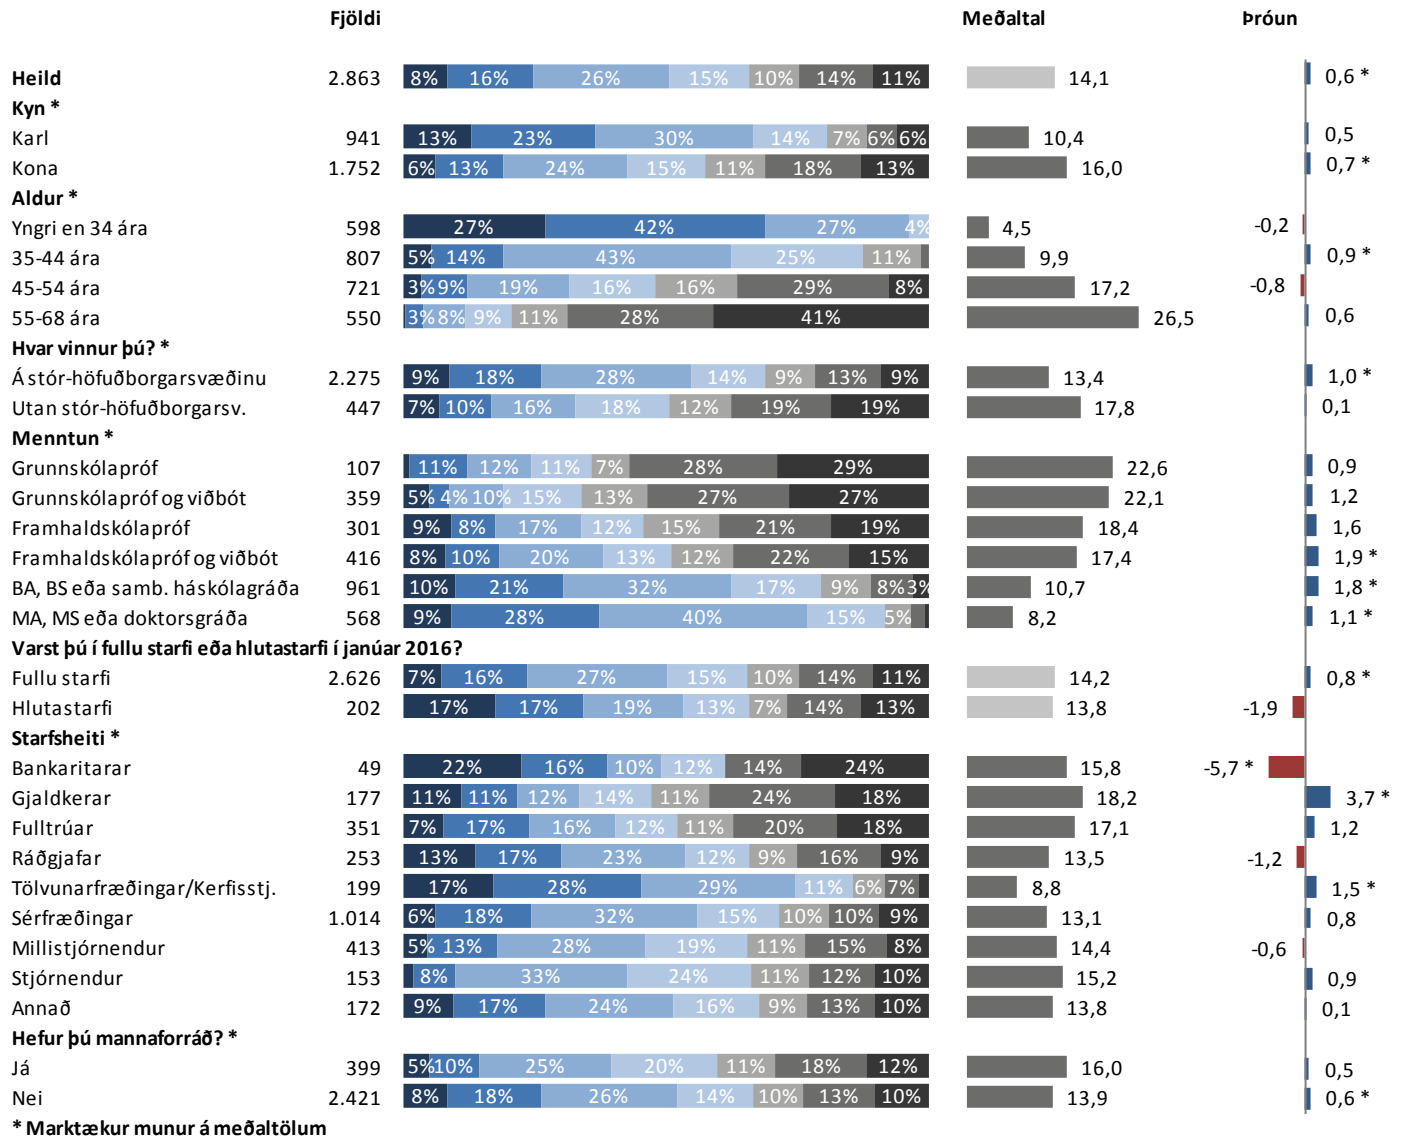 Fjöldi Meðaltal Þróun
Heild 2.863 8% 16% 26% 15% 10% 14% 11% 14,1 0,6 *
Kyn *
Karl 941 13% 23% 30% 14% 7% 6% 6% 10,4 0,5
Kona 1.752 6% 13% 24% 15% 11% 18% 13% 16,0 0,7 *
Aldur *
Yngri en 34 ára 598 27% 42% 27% 4% 4,5 -0,2
35-44 ára 807 5% 14% 43% 25% 11% 9,9 0,9 *
45-54 ára 721 3% 9% 19% 16% 16% 29% 8% 17,2 -0,8
55-68 ára 550 3% 8% 9% 11% 28% 41% 26,5 0,6
Hvar vinnur þú? *
Á stór-höfuðborgarsvæðinu 2.275 9% 18% 28% 14% 9% 13% 9% 13,4 1,0 *
Utan stór-höfuðborgarsv. 447 7% 10% 16% 18% 12% 19% 19% 17,8 0,1
Menntun *
Grunnskólapróf 107 11% 12% 11% 7% 28% 29% 22,6 0,9
Grunnskólapróf og viðbót 359 5% 4% 10% 15% 13% 27% 27% 22,1 1,2
Framhaldskólapróf 301 9% 8% 17% 12% 15% 21% 19% 18,4 1,6
Framhaldskólapróf og viðbót 416 8% 10% 20% 13% 12% 22% 15% 17,4 1,9 *
BA, BS eða samb. háskólagráða 961 10% 21% 32% 17% 9% 8% 3% 10,7 1,8 *
MA, MS eða doktorsgráða 568 9% 28% 40% 15% 5% 8,2 1,1 *
Varst þú í fullu starfi eða hlutastarfi í janúar 2016?
Fullu starfi 2.626 7% 16% 27% 15% 10% 14% 11% 14,2 0,8 *
Hlutastarfi 202 17% 17% 19% 13% 7% 14% 13% 13,8 -1,9
Starfsheiti *
Bankaritarar 49 22% 16% 10% 12% 14% 24% 15,8 -5,7 *
Gjaldkerar 177 11% 11% 12% 14% 11% 24% 18% 18,2 3,7 *
Fulltrúar 351 7% 17% 16% 12% 11% 20% 18% 17,1 1,2
Ráðgjafar 253 13% 17% 23% 12% 9% 16% 9% 13,5 -1,2
Tölvunarfræðingar/Kerfisstj. 199 17% 28% 29% 11% 6% 7% 8,8 1,5 *
Sérfræðingar 1.014 6% 18% 32% 15% 10% 10% 9% 13,1 0,8
Millistjórnendur 413 5% 13% 28% 19% 11% 15% 8% 14,4 -0,6
Stjórnendur 153 8% 33% 24% 11% 12% 10% 15,2 0,9
Annað 172 9% 17% 24% 16% 9% 13% 10% 13,8 0,1
Hefur þú mannaforráð? *
Já 399 5% 10% 25% 20% 11% 18% 12% 16,0 0,5
Nei 2.421 8% 18% 26% 14% 10% 13% 10% 13,9 0,6 *
* Marktækur munur á meðaltölum